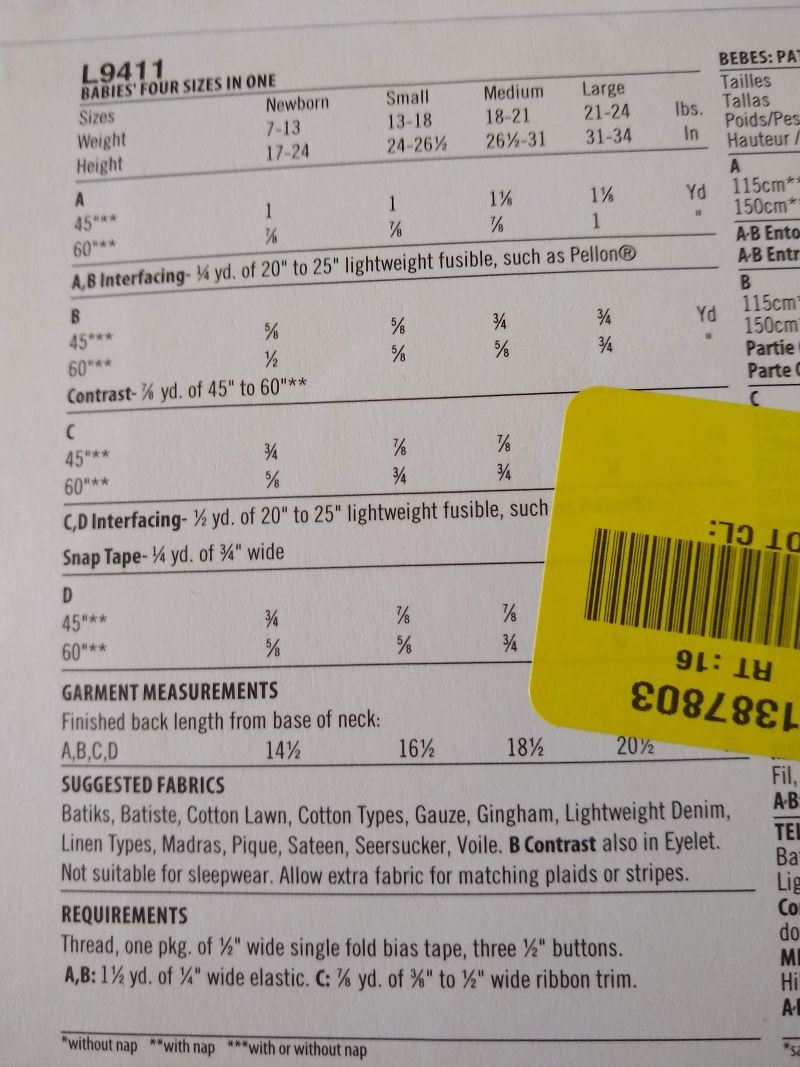 L9411
BABIES' FOUR SIZES IN ONE
Sizes Newborn Small Medium Large
Weight 7-13 13-18 18-21 21-24 lbs.
Height 17-24 24-26½ 26½-31 31-34 In
A
45"** 1 1 1⅛ 1⅛ Yd
60"** ⅞ ⅞ ⅞ 1 "
A,B Interfacing- ¼ yd. of 20" to 25" lightweight fusible, such as Pellon®
B
45"** ⅝ ⅝ ¾ ¾ Yd
60"** ½ ⅝ ⅝ ¾ "
Contrast- ⅞ yd. of 45" to 60"**
C
45"** ¾ ⅞ ⅞
60"** ⅝ ¾ ¾
C,D Interfacing- ½ yd. of 20" to 25" lightweight fusible, such
Snap Tape- ¼ yd. of ¾" wide
D
45"** ¾ ⅞ ⅞
60"** ⅝ ⅝ ¾
GARMENT MEASUREMENTS
Finished back length from base of neck:
A,B,C,D 14½ 16½ 18½ 20½
SUGGESTED FABRICS
Batiks, Batiste, Cotton Lawn, Cotton Types, Gauze, Gingham, Lightweight Denim,
Linen Types, Madras, Pique, Sateen, Seersucker, Voile. B Contrast also in Eyelet.
Not suitable for sleepwear. Allow extra fabric for matching plaids or stripes.
REQUIREMENTS
Thread, one pkg. of ½" wide single fold bias tape, three ½" buttons.
A,B: 1½ yd. of ¼" wide elastic. C: ⅞ yd. of ⅜" to ½" wide ribbon trim.
*without nap **with nap ***with or without nap
BEBES: PAT
Tailles
Tallas
Poids/Pes
Hauteur /
A
115cm**
150cm**
A-B Ento
A-B Entr
B
115cm*
150cm*
Partie
Parte C
C
OT CL:
RT: 16
1387803
Fil,
A-B
TEI
Ba
Lig
Co
do
Hi